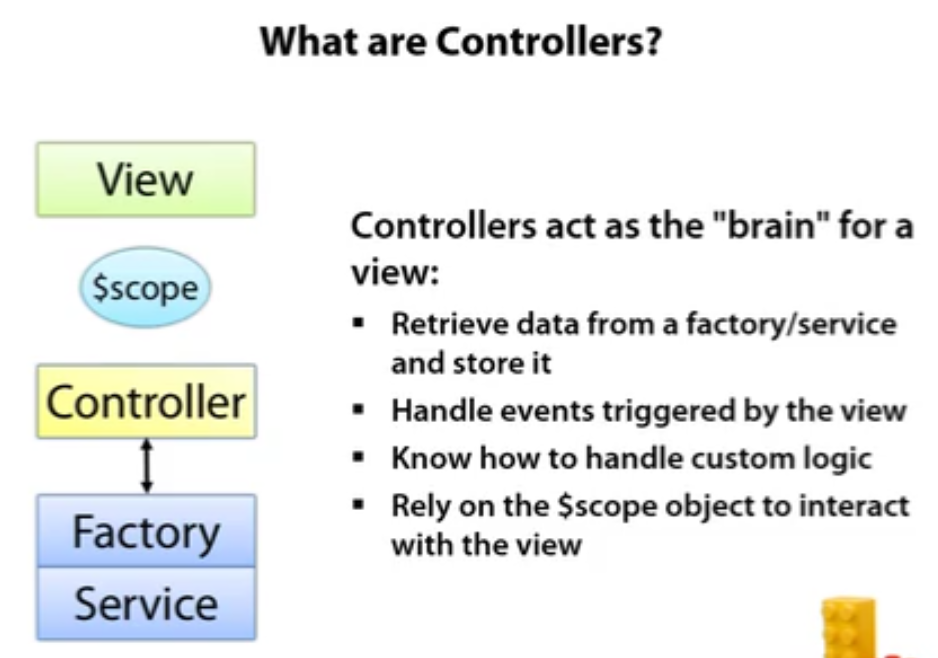 What are Controllers?
View
$scope
Controller
Factory
Service
Controllers act as the "brain" for a
view:
▪ Retrieve data from a factory/service
and store it
▪ Handle events triggered by the view
▪ Know how to handle custom logic
▪ Rely on the $scope object to interact
with the view